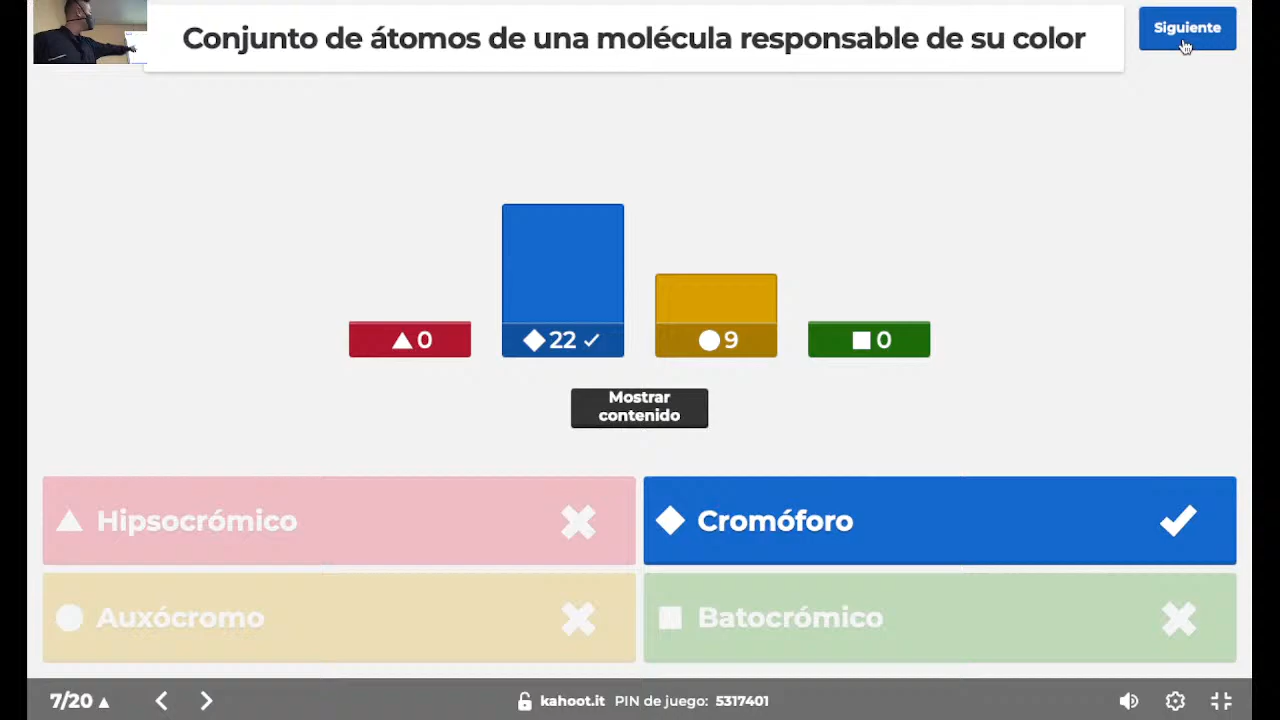 Conjunto de átomos de una molécula responsable de su color
Siguiente
0
22
9
0
Mostrar
contenido
Hipsocrómico
Cromóforo
Auxócromo
Batocrómico
7/20
kahoot.it PIN de juego: 5317401